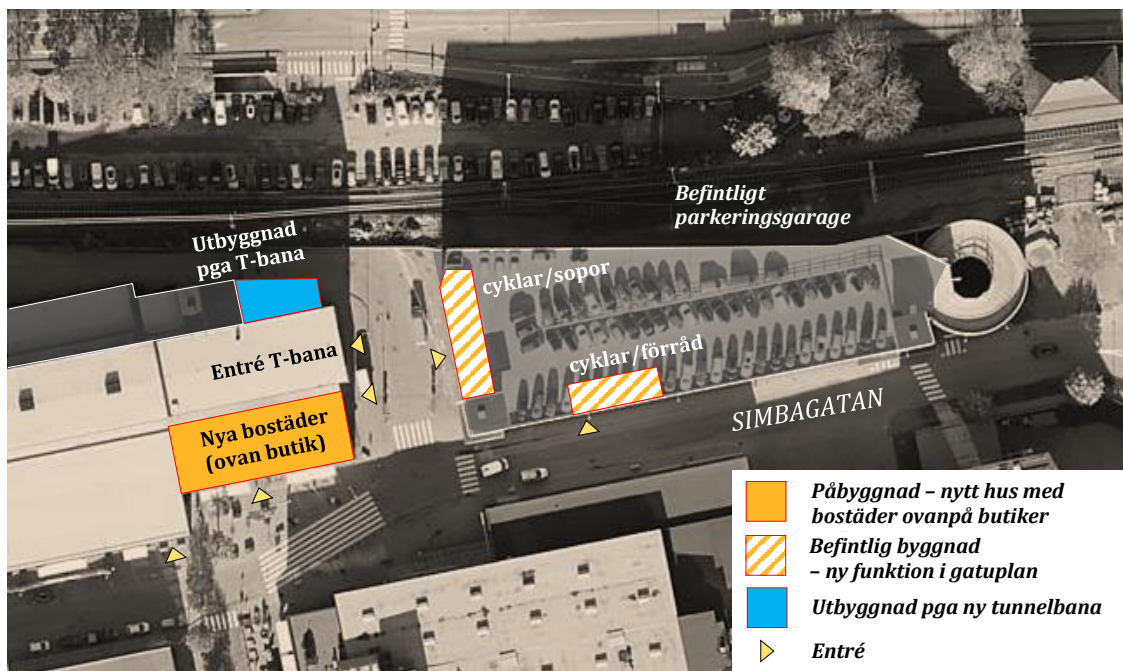 Befintligt
parkeringsgarage
Utbyggnad
pga T-bana
cyklar/sopor
Entré T-bana
cyklar/förråd
SIMBAGATAN
Nya bostäder
(ovan butik)
Påbyggnad – nytt hus med
bostäder ovanpå butiker
Befintlig byggnad
– ny funktion i gatuplan
Utbyggnad pga ny tunnelbana
Entré